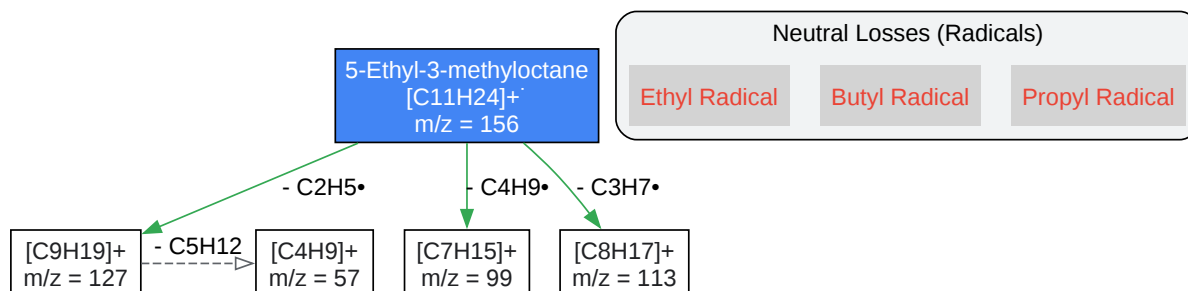 Neutral Losses (Radicals)
Ethyl Radical
Butyl Radical
Propyl Radical
5-Ethyl-3-methyloctane
[C11H24]+˙
m/z = 156
- C2H5•
- C4H9•
- C3H7•
[C9H19]+
m/z = 127
- C5H12
[C4H9]+
m/z = 57
[C7H15]+
m/z = 99
[C8H17]+
m/z = 113